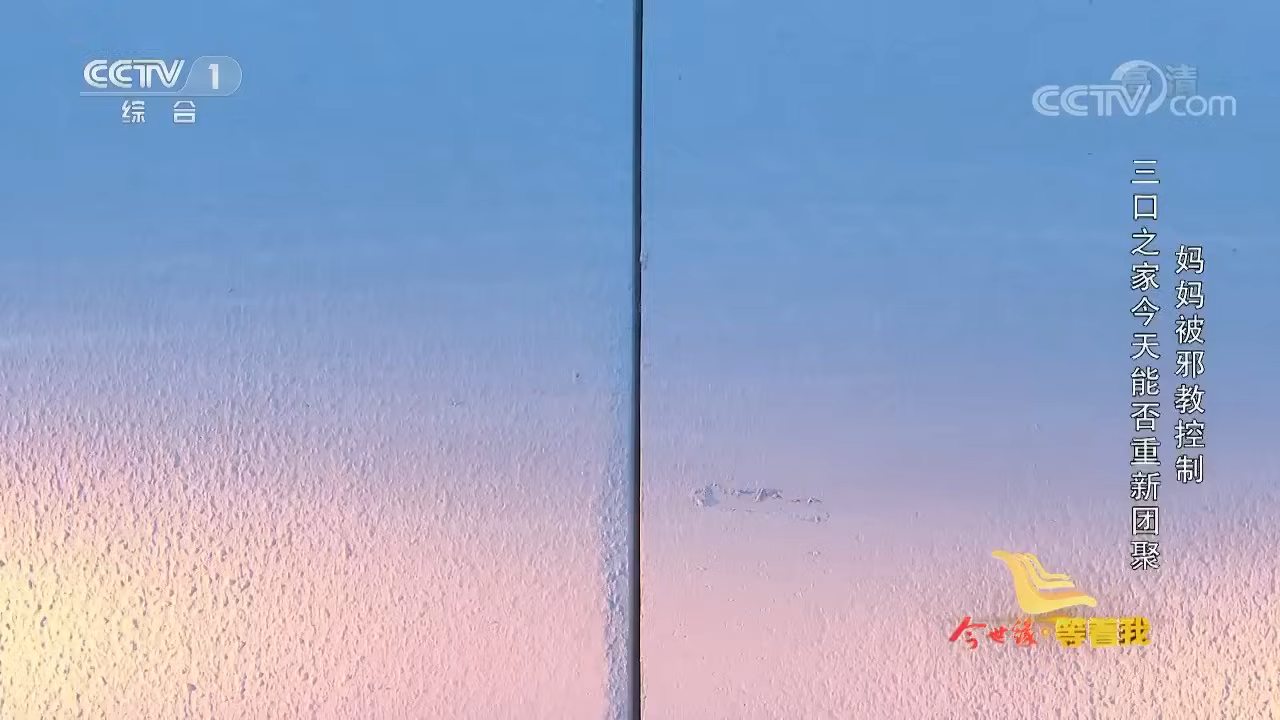 CCTV 1
综合
高清
CCTV com
妈妈被邪教控制
三口之家今天能否重新团聚
今世缘·等着我